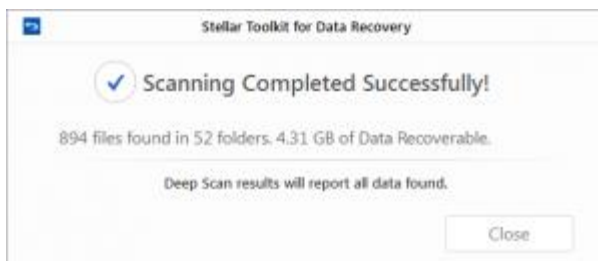 Stellar Toolkit for Data Recovery
Scanning Completed Successfully!
894 files found in 52 folders. 4.31 GB of Data Recoverable.
Deep Scan results will report all data found.
Close